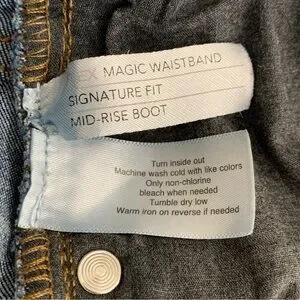 EX MAGIC WAISTBAND
SIGNATURE FIT
MID-RISE BOOT
Turn inside out
Machine wash cold with like colors
Only non-chlorine
bleach when needed
Tumble dry low
Warm iron on reverse if needed